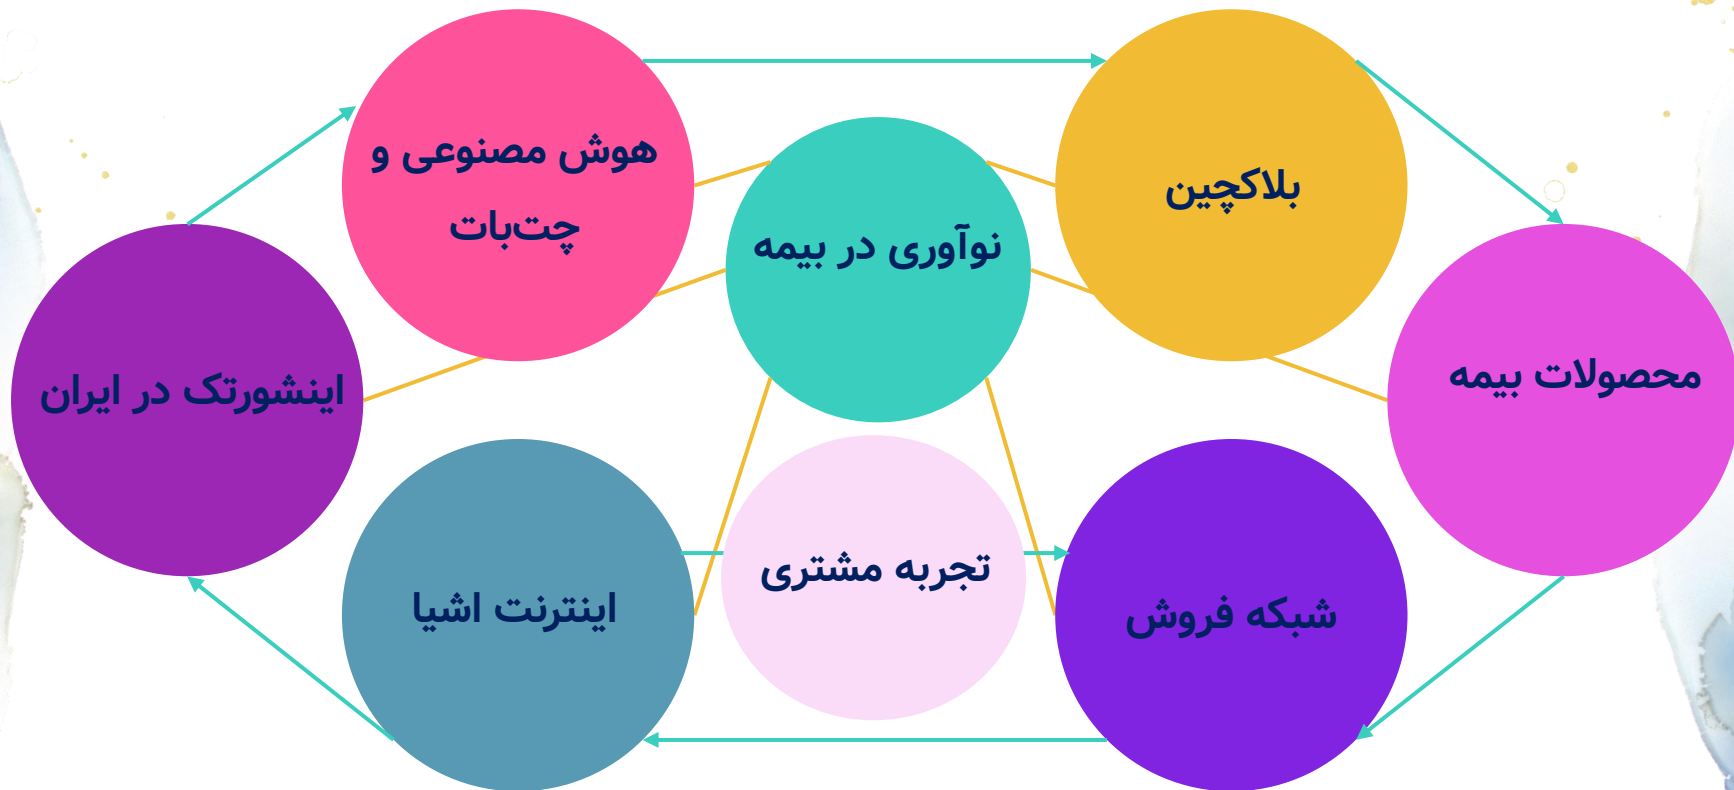 هوش مصنوعی و
چت‌بات
بلاکچین
نوآوری در بیمه
محصولات بیمه
اینشورتک در ایران
تجربه مشتری
شبکه فروش
اینترنت اشیا